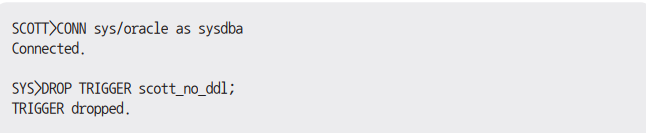 SCOTT>CONN sys/oracle as sysdba
Connected.
SYS>DROP TRIGGER scott_no_ddl;
TRIGGER dropped.